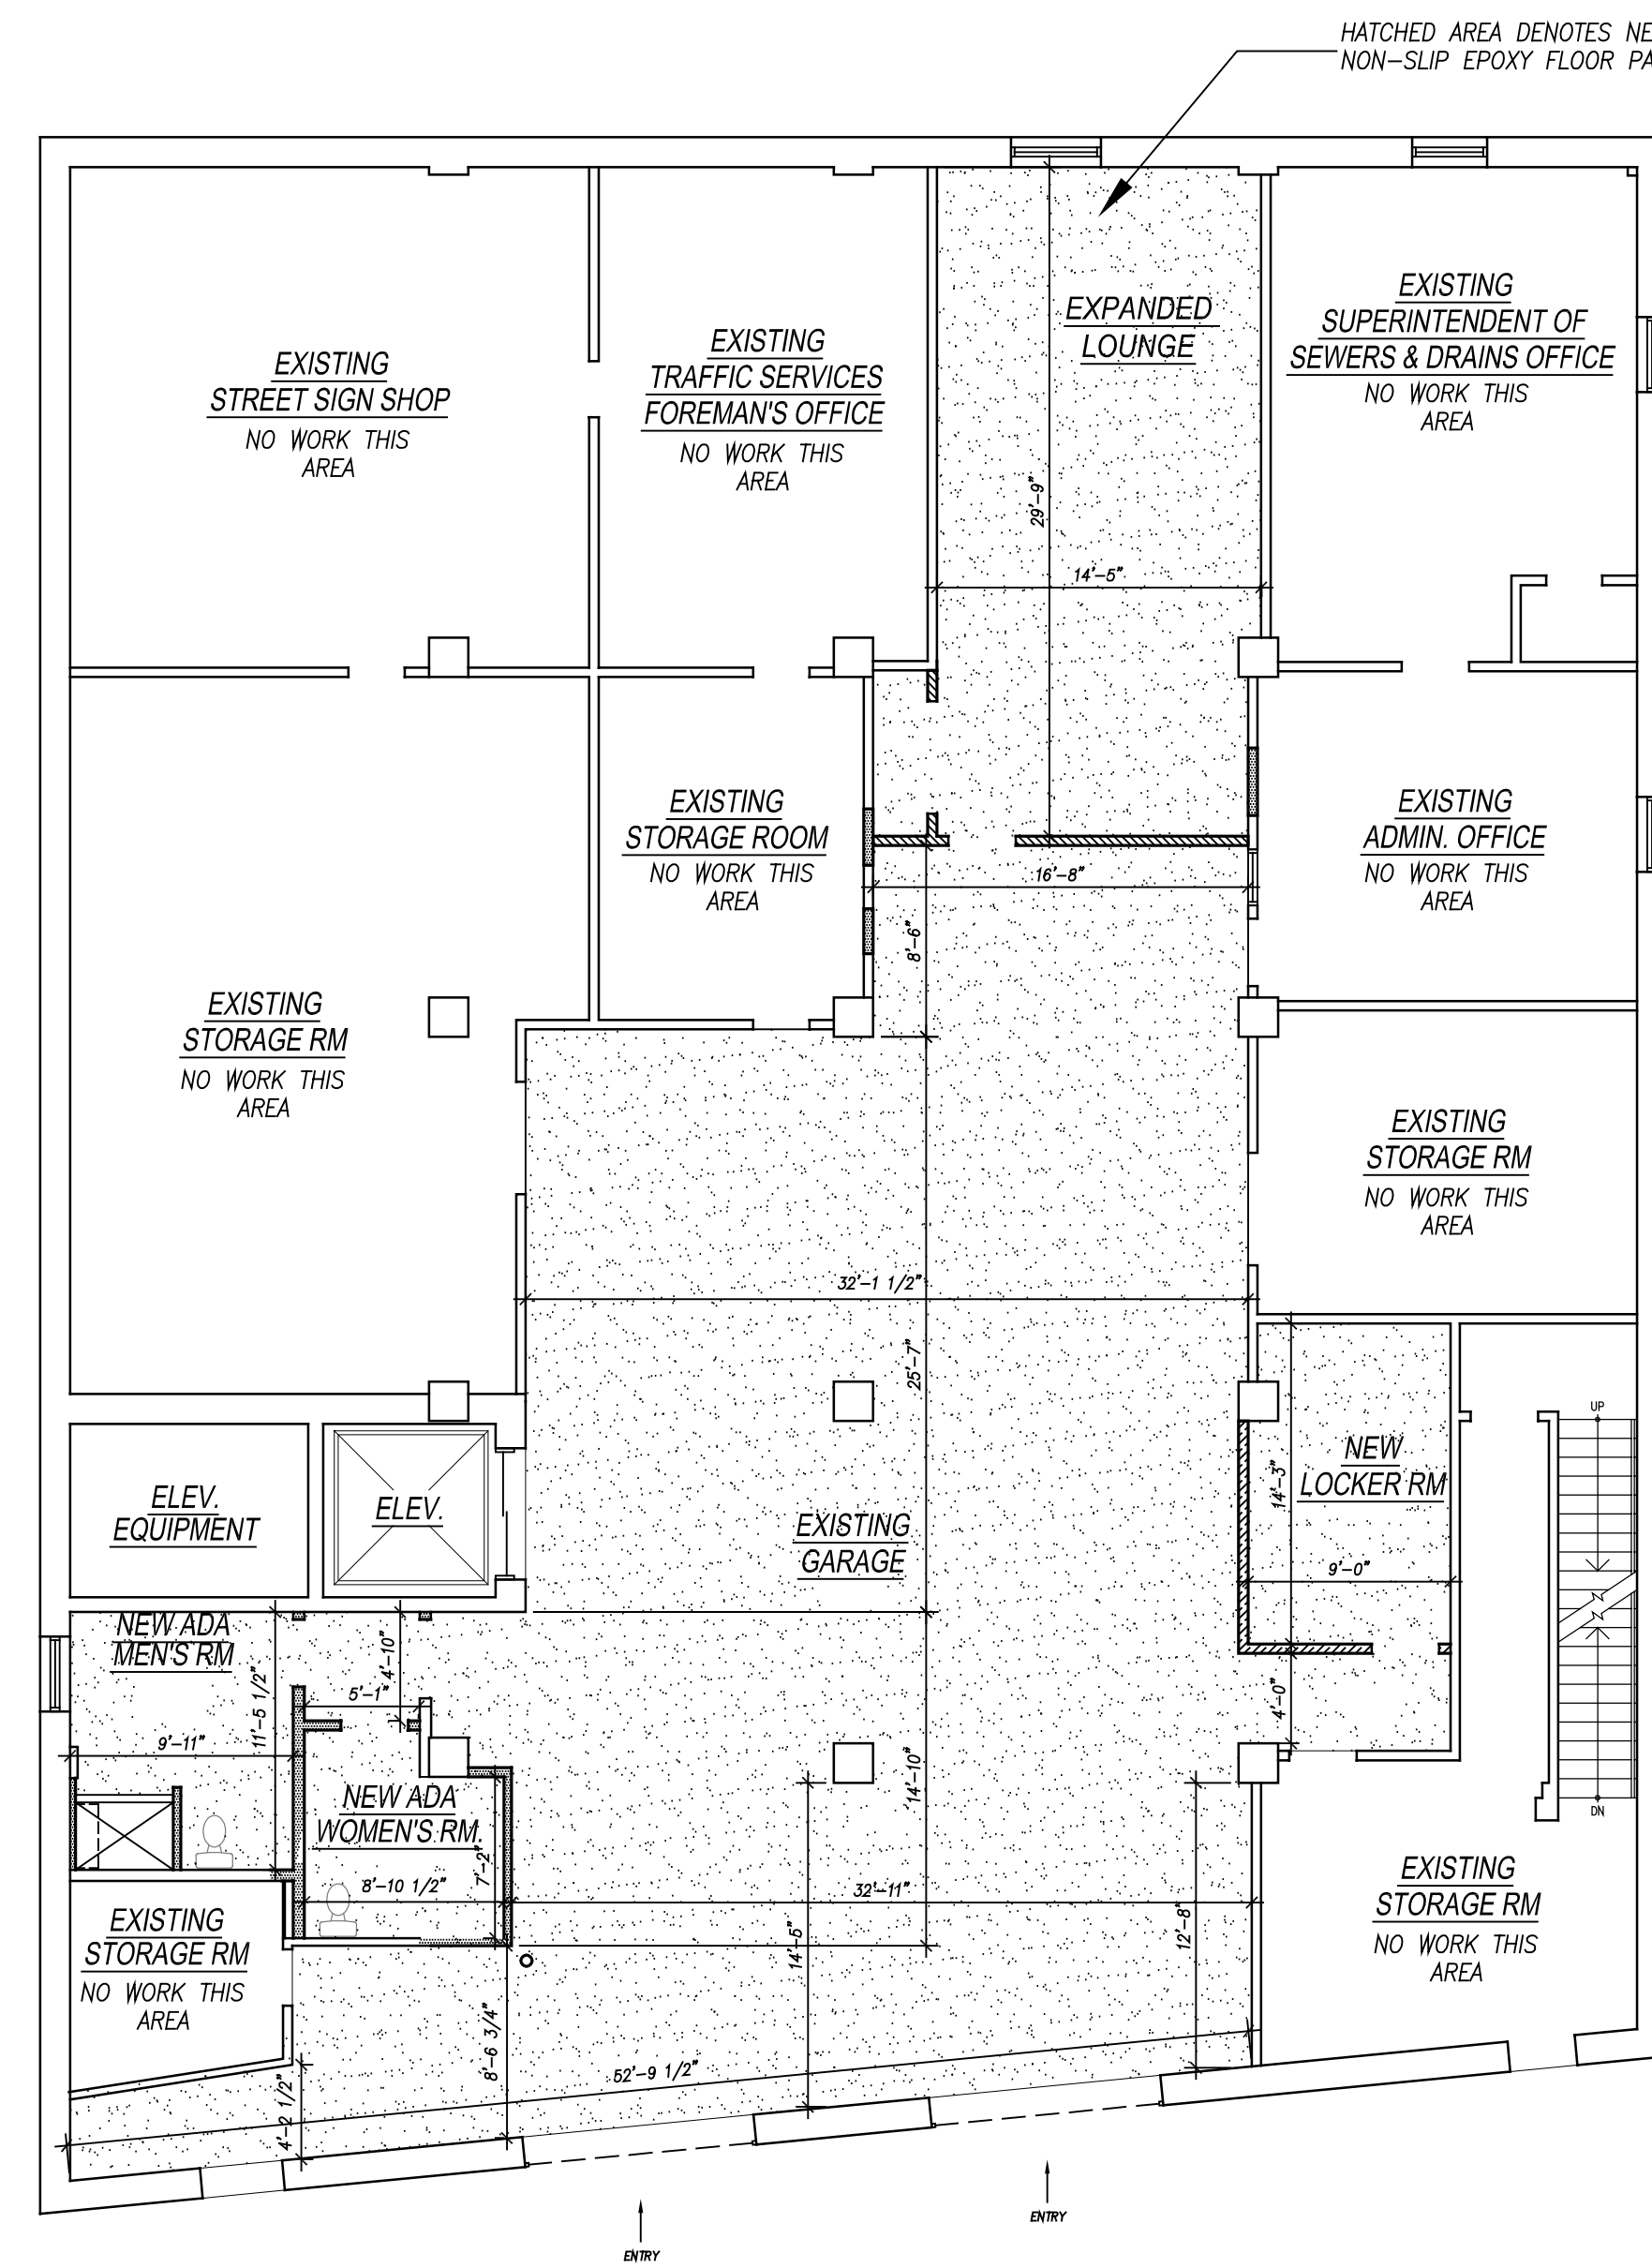 HATCHED AREA DENOTES NE
NON-SLIP EPOXY FLOOR PA
EXISTING
STREET SIGN SHOP
NO WORK THIS
AREA
EXISTING
TRAFFIC SERVICES
FOREMAN'S OFFICE
NO WORK THIS
AREA
EXPANDED
LOUNGE
29'-9"
14'-5"
EXISTING
SUPERINTENDENT OF
SEWERS & DRAINS OFFICE
NO WORK THIS
AREA
EXISTING
STORAGE ROOM
NO WORK THIS
AREA
16'-8"
8'-6"
EXISTING
ADMIN. OFFICE
NO WORK THIS
AREA
EXISTING
STORAGE RM
NO WORK THIS
AREA
EXISTING
STORAGE RM
NO WORK THIS
AREA
32'-1 1/2"
25'-7"
ELEV.
EQUIPMENT
ELEV.
EXISTING
GARAGE
NEW
LOCKER RM
14'-3"
9'-0"
4'-0"
UP
DN
NEW ADA
MEN'S RM
11'-5 1/2"
9'-11"
4'-10"
5'-1"
NEW ADA
WOMEN'S RM.
7'-2"
8'-10 1/2"
32'-11"
14'-10"
14'-5"
12'-8"
EXISTING
STORAGE RM
NO WORK THIS
AREA
EXISTING
STORAGE RM
NO WORK THIS
AREA
8'-6 3/4"
4'-2 1/2"
52'-9 1/2"
ENTRY
ENTRY